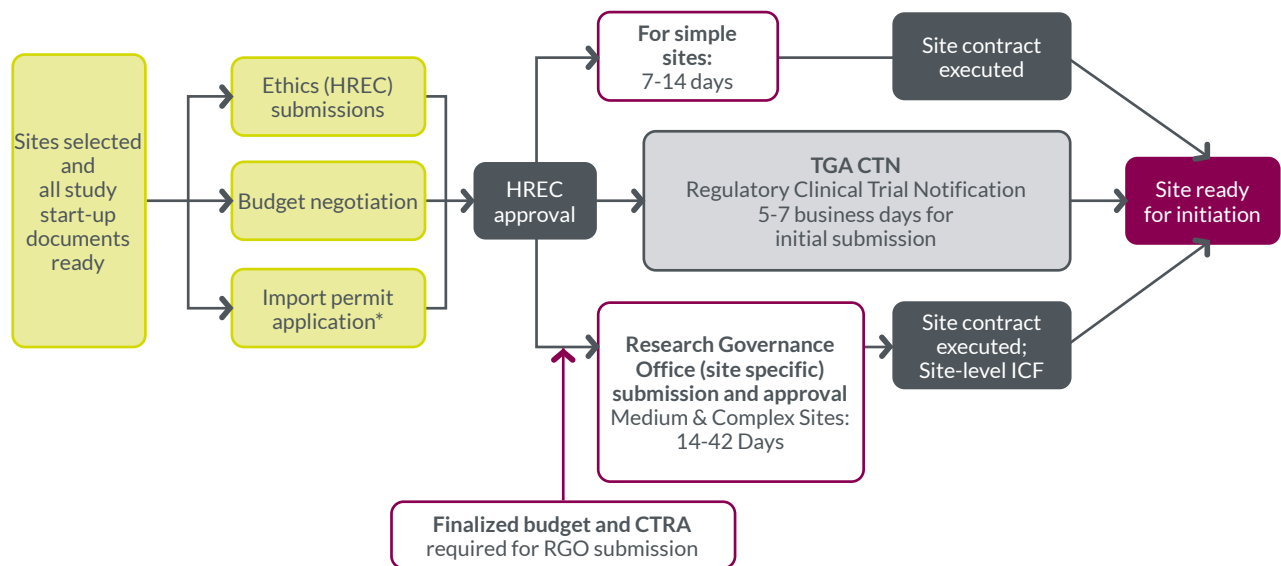 Sites selected
and
all study
start-up
documents
ready
Ethics (HREC)
submissions
Budget negotiation
Import permit
application*
HREC
approval
For simple
sites:
7-14 days
Site contract
executed
TGA CTN
Regulatory Clinical Trial Notification
5-7 business days for
initial submission
Research Governance
Office (site specific)
submission and approval
Medium & Complex Sites:
14-42 Days
Site contract
executed;
Site-level ICF
Site ready
for initiation
Finalized budget and CTRA
required for RGO submission